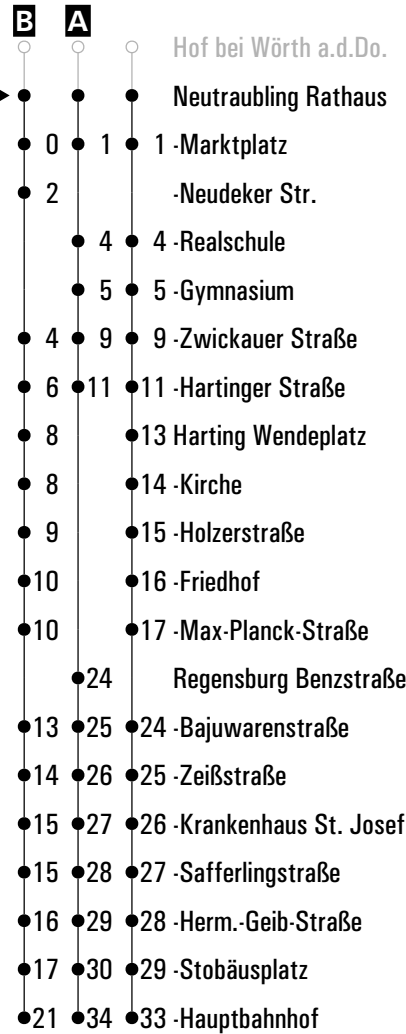 B A
Hof bei Wörth a.d.Do.
Neutraubling Rathaus
0 1 1 -Marktplatz
2 -Neudeker Str.
4 4 -Realschule
5 5 -Gymnasium
4 9 9 -Zwickauer Straße
6 11 11 -Hartinger Straße
8 13 Harting Wendeplatz
8 14 -Kirche
9 15 -Holzerstraße
10 16 -Friedhof
10 17 -Max-Planck-Straße
24 Regensburg Benzstraße
13 25 24 -Bajuwarenstraße
14 26 25 -Zeißstraße
15 27 26 -Krankenhaus St. Josef
15 28 27 -Safferlingstraße
16 29 28 -Herm.-Geib-Straße
17 30 29 -Stobäusplatz
21 34 33 -Hauptbahnhof